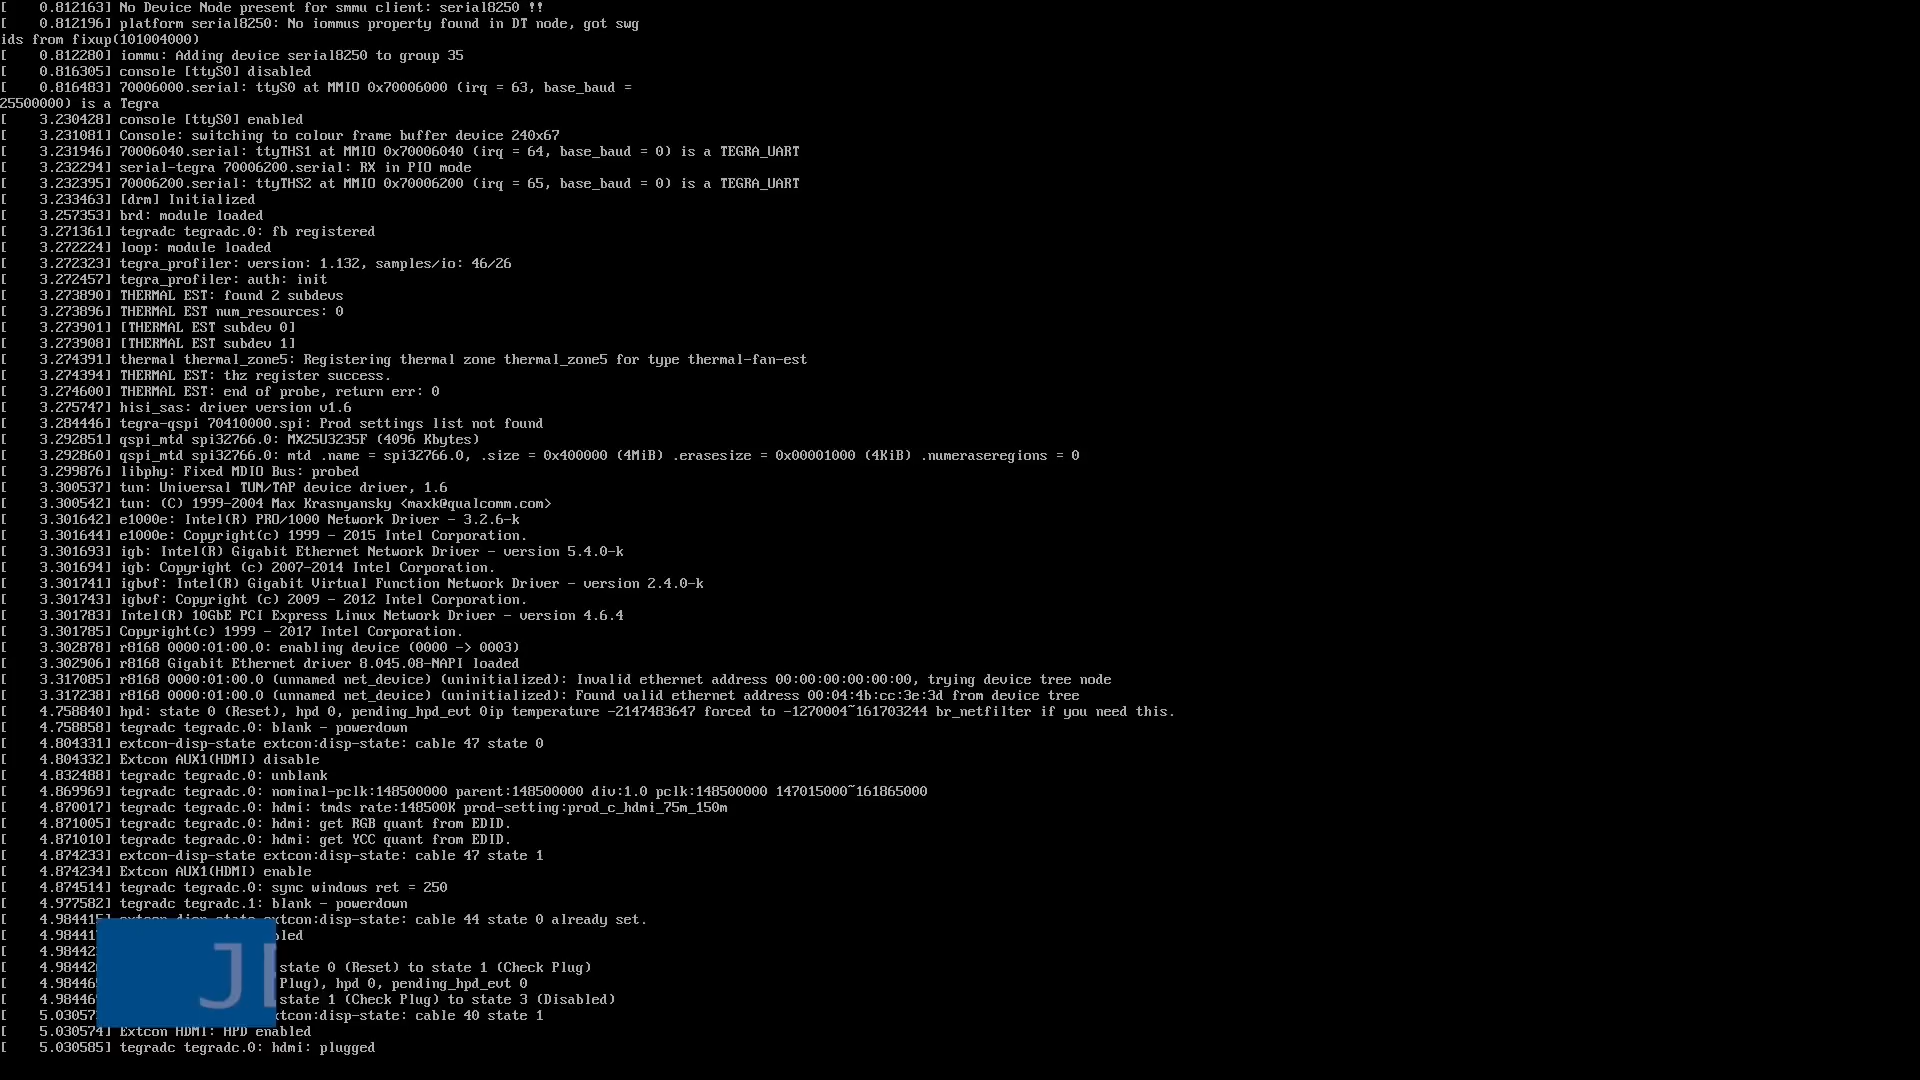 [    0.812163] No Device Node present for smmu client: serial8250 !!
[    0.812196] platform serial8250: No iommus property found in DT node, got swg
ids from fixup(101004000)
[    0.812280] iommu: Adding device serial8250 to group 35
[    0.816305] console [ttyS0] disabled
[    0.816483] 70006000.serial: ttyS0 at MMIO 0x70006000 (irq = 63, base_baud =
25500000) is a Tegra
[    3.230428] console [ttyS0] enabled
[    3.231081] Console: switching to colour frame buffer device 240x67
[    3.231946] 70006040.serial: ttyTHS1 at MMIO 0x70006040 (irq = 64, base_baud = 0) is a TEGRA_UART
[    3.232294] serial-tegra 70006200.serial: RX in PIO mode
[    3.232395] 70006200.serial: ttyTHS2 at MMIO 0x70006200 (irq = 65, base_baud = 0) is a TEGRA_UART
[    3.233463] [drm] Initialized
[    3.257353] brd: module loaded
[    3.271361] tegradc tegradc.0: fb registered
[    3.272224] loop: module loaded
[    3.272323] tegra_profiler: version: 1.132, samples/io: 46/26
[    3.272457] tegra_profiler: auth: init
[    3.273890] THERMAL EST: found 2 subdevs
[    3.273896] THERMAL EST num_resources: 0
[    3.273901] [THERMAL EST subdev 0]
[    3.273908] [THERMAL EST subdev 1]
[    3.274391] thermal thermal_zone5: Registering thermal zone thermal_zone5 for type thermal-fan-est
[    3.274394] THERMAL EST: thz register success.
[    3.274600] THERMAL EST: end of probe, return err: 0
[    3.275747] hisi_sas: driver version v1.6
[    3.284446] tegra-qspi 70410000.spi: Prod settings list not found
[    3.292851] qspi_mtd spi32766.0: MX25U3235F (4096 Kbytes)
[    3.292860] qspi_mtd spi32766.0: mtd .name = spi32766.0, .size = 0x400000 (4MiB) .erasesize = 0x00001000 (4KiB) .numeraseregions = 0
[    3.299876] libphy: Fixed MDIO Bus: probed
[    3.300537] tun: Universal TUN/TAP device driver, 1.6
[    3.300542] tun: (C) 1999-2004 Max Krasnyansky <maxk@qualcomm.com>
[    3.301642] e1000e: Intel(R) PRO/1000 Network Driver - 3.2.6-k
[    3.301644] e1000e: Copyright(c) 1999 - 2015 Intel Corporation.
[    3.301693] igb: Intel(R) Gigabit Ethernet Network Driver - version 5.4.0-k
[    3.301694] igb: Copyright (c) 2007-2014 Intel Corporation.
[    3.301741] igbvf: Intel(R) Gigabit Virtual Function Network Driver - version 2.4.0-k
[    3.301743] igbvf: Copyright (c) 2009 - 2012 Intel Corporation.
[    3.301783] Intel(R) 10GbE PCI Express Linux Network Driver - version 4.6.4
[    3.301785] Copyright(c) 1999 - 2017 Intel Corporation.
[    3.302878] r8168 0000:01:00.0: enabling device (0000 -> 0003)
[    3.302906] r8168 Gigabit Ethernet driver 8.045.08-NAPI loaded
[    3.317085] r8168 0000:01:00.0 (unnamed net_device) (uninitialized): Invalid ethernet address 00:00:00:00:00:00, trying device tree node
[    3.317238] r8168 0000:01:00.0 (unnamed net_device) (uninitialized): Found valid ethernet address 00:04:4b:cc:3e:3d from device tree
[    4.758840] hpd: state 0 (Reset), hpd 0, pending_hpd_evt 0ip temperature -2147483647 forced to -1270004~161703244 br_netfilter if you need this.
[    4.758858] tegradc tegradc.0: blank - powerdown
[    4.804331] extcon-disp-state extcon:disp-state: cable 47 state 0
[    4.804332] Extcon AUX1(HDMI) disable
[    4.832488] tegradc tegradc.0: unblank
[    4.869969] tegradc tegradc.0: nominal-pclk:148500000 parent:148500000 div:1.0 pclk:148500000 147015000~161865000
[    4.870017] tegradc tegradc.0: hdmi: tmds rate:148500K prod-setting:prod_c_hdmi_75m_150m
[    4.871005] tegradc tegradc.0: hdmi: get RGB quant from EDID.
[    4.871010] tegradc tegradc.0: hdmi: get YCC quant from EDID.
[    4.874233] extcon-disp-state extcon:disp-state: cable 47 state 1
[    4.874234] Extcon AUX1(HDMI) enable
[    4.874514] tegradc tegradc.0: sync windows ret = 250
[    4.977582] tegradc tegradc.1: blank - powerdown
[    4.984415] extcon-disp-state extcon:disp-state: cable 44 state 0 already set.
[    4.98441 bled
[    4.98442
[    4.98442 state 0 (Reset) to state 1 (Check Plug)
[    4.98446 Plug), hpd 0, pending_hpd_evt 0
[    4.98446 state 1 (Check Plug) to state 3 (Disabled)
[    5.03057 xtcon:disp-state: cable 40 state 1
[    5.030574] Extcon HDMI: HPD enabled
[    5.030585] tegradc tegradc.0: hdmi: plugged
J